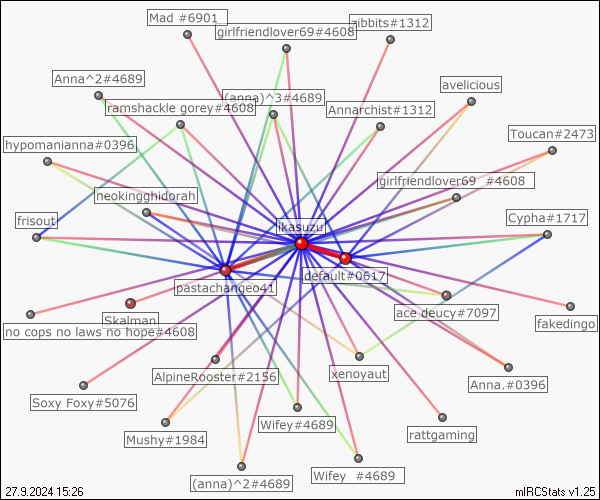 Mad #6901
zibbits#1312
girlfriendlover69#4608
Anna^2#4689
avelicious
(anna)^3#4689
ramshackle gorey#4608
Annarchist#1312
Toucan#2473
hypomanianna#0396
girlfriendlover69 #4608
neokingghidorah
Cypha#1717
frisout
ikasuzu
default#0617
pastachangeo41
ace deucy#7097
Skalman
fakedingo
no cops no laws no hope#4608
AlpineRooster#2156
xenoyaut
Anna.#0396
Soxy Foxy#5076
Wifey#4689
rattgaming
Mushy#1984
Wifey #4689
(anna)^2#4689
27.9.2024 15:26
mIRCStats v1.25